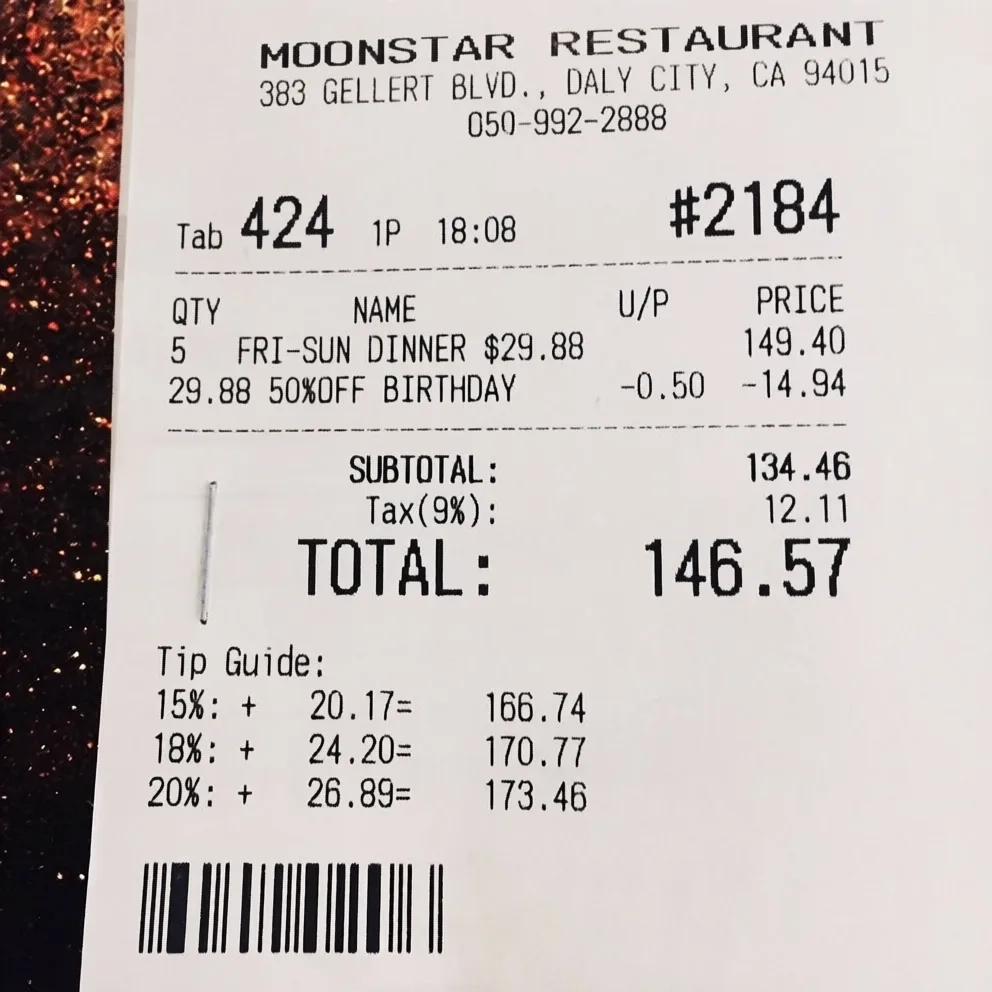 MOONSTAR RESTAURANT
383 GELLERT BLVD., DALY CITY, CA 94015
050-992-2888
Tab 424 1P 18:08 #2184
QTY NAME U/P PRICE
5 FRI-SUN DINNER $29.88 149.40
29.88 50%OFF BIRTHDAY -0.50 -14.94
SUBTOTAL: 134.46
Tax(9%): 12.11
TOTAL: 146.57
Tip Guide:
15%: + 20.17= 166.74
18%: + 24.20= 170.77
20%: + 26.89= 173.46